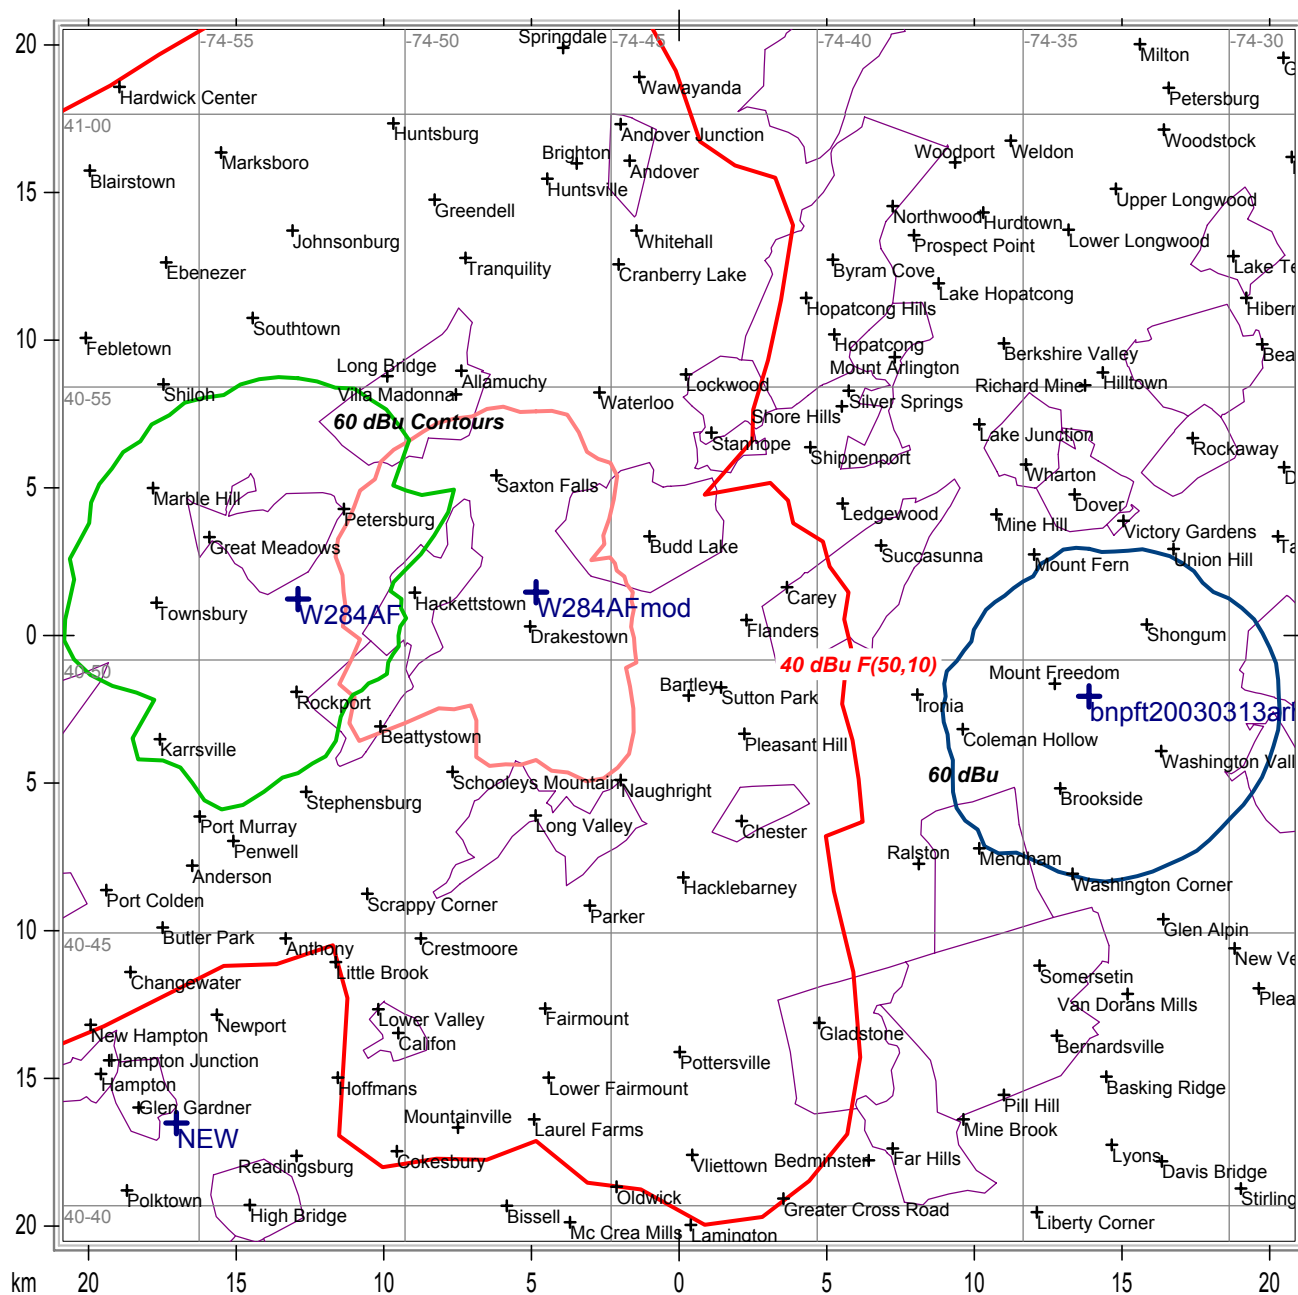 20
-74-55
-74-50
-74-45
-74-40
-74-35
-74-30
Springdale
Milton
Wawayanda
Hardwick Center
Petersburg
41-00
Huntsburg
Andover Junction
Woodstock
Marksboro
Brighton
Andover
Woodport
Weldon
Blairstown
Huntsville
15
Upper Longwood
Greendell
Northwood
Hurdtown
Johnsonburg
Whitehall
Prospect Point
Lower Longwood
Ebenezer
Tranquility
Cranberry Lake
Byram Cove
Lake Te
Lake Hopatcong
Hopatcong Hills
Hibern
Southtown
10
Febletown
Long Bridge
Hopatcong
Berkshire Valley
Bea
Mount Arlington
Shiloh
Villa Madonna
Allamuchy
Lockwood
Richard Mine
Hilltown
40-55
Waterloo
Silver Springs
60 dBu Contours
Shore Hills
Stanhope
Lake Junction
Rockaway
Shippenport
Wharton
5
Marble Hill
Saxton Falls
Dover
D
Petersburg
Ledgewood
Mine Hill
Victory Gardens
Great Meadows
Budd Lake
Succasunna
Mount Fern
Union Hill
Ta
Townsbury
W284AF
Hackettstown
W284AFmod
Carey
0
Drakestown
Flanders
Shongum
40-50
40 dBu F(50,10)
Mount Freedom
Rockport
Bartley
Sutton Park
Ironia
bnpft20030313arl
Beattystown
Karrsville
Pleasant Hill
Coleman Hollow
Washington Vall
5
Schooleys Mountain
Naughright
60 dBu
Stephensburg
Brookside
Port Murray
Long Valley
Chester
Penwell
Ralston
Mendham
Anderson
Hacklebarney
Washington Corner
Port Colden
Scrappy Corner
Parker
10
Butler Park
Anthony
Crestmoore
Glen Alpin
40-45
New Ve
Changewater
Little Brook
Somersetin
Plea
Van Dorans Mills
New Hampton
Newport
Lower Valley
Fairmount
Gladstone
Califon
Bernardsville
Hampton Junction
Pottersville
15
Hampton
Hoffmans
Lower Fairmount
Basking Ridge
Glen Gardner
Mountainville
Pill Hill
NEW
Laurel Farms
Mine Brook
Readingsburg
Cokesbury
Vliettown
Bedminster
Far Hills
Lyons
Davis Bridge
Polktown
Oldwick
Stirling
High Bridge
Bissell
Greater Cross Road
Liberty Corner
40-40
20
Mc Crea Mills
Lamington
km
20
15
10
5
0
5
10
15
20